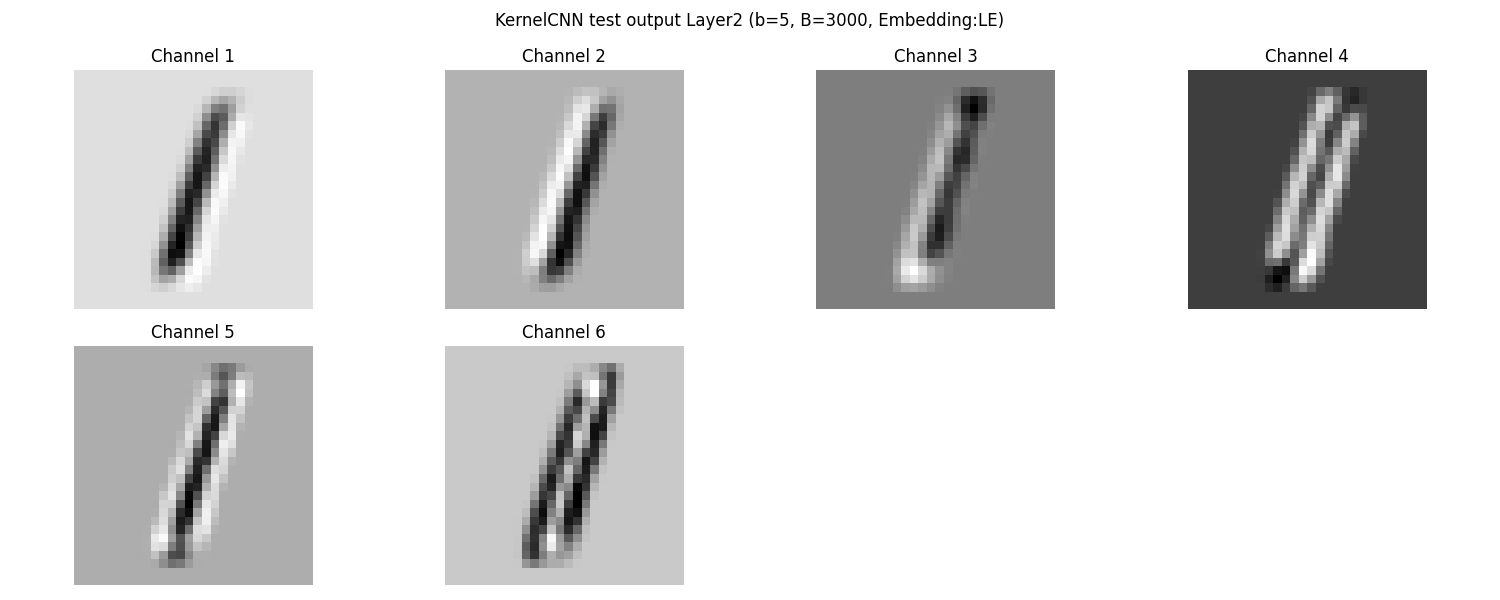 KernelCNN test output Layer2 (b=5, B=3000, Embedding:LE)
Channel 1
Channel 2
Channel 3
Channel 4
Channel 5
Channel 6